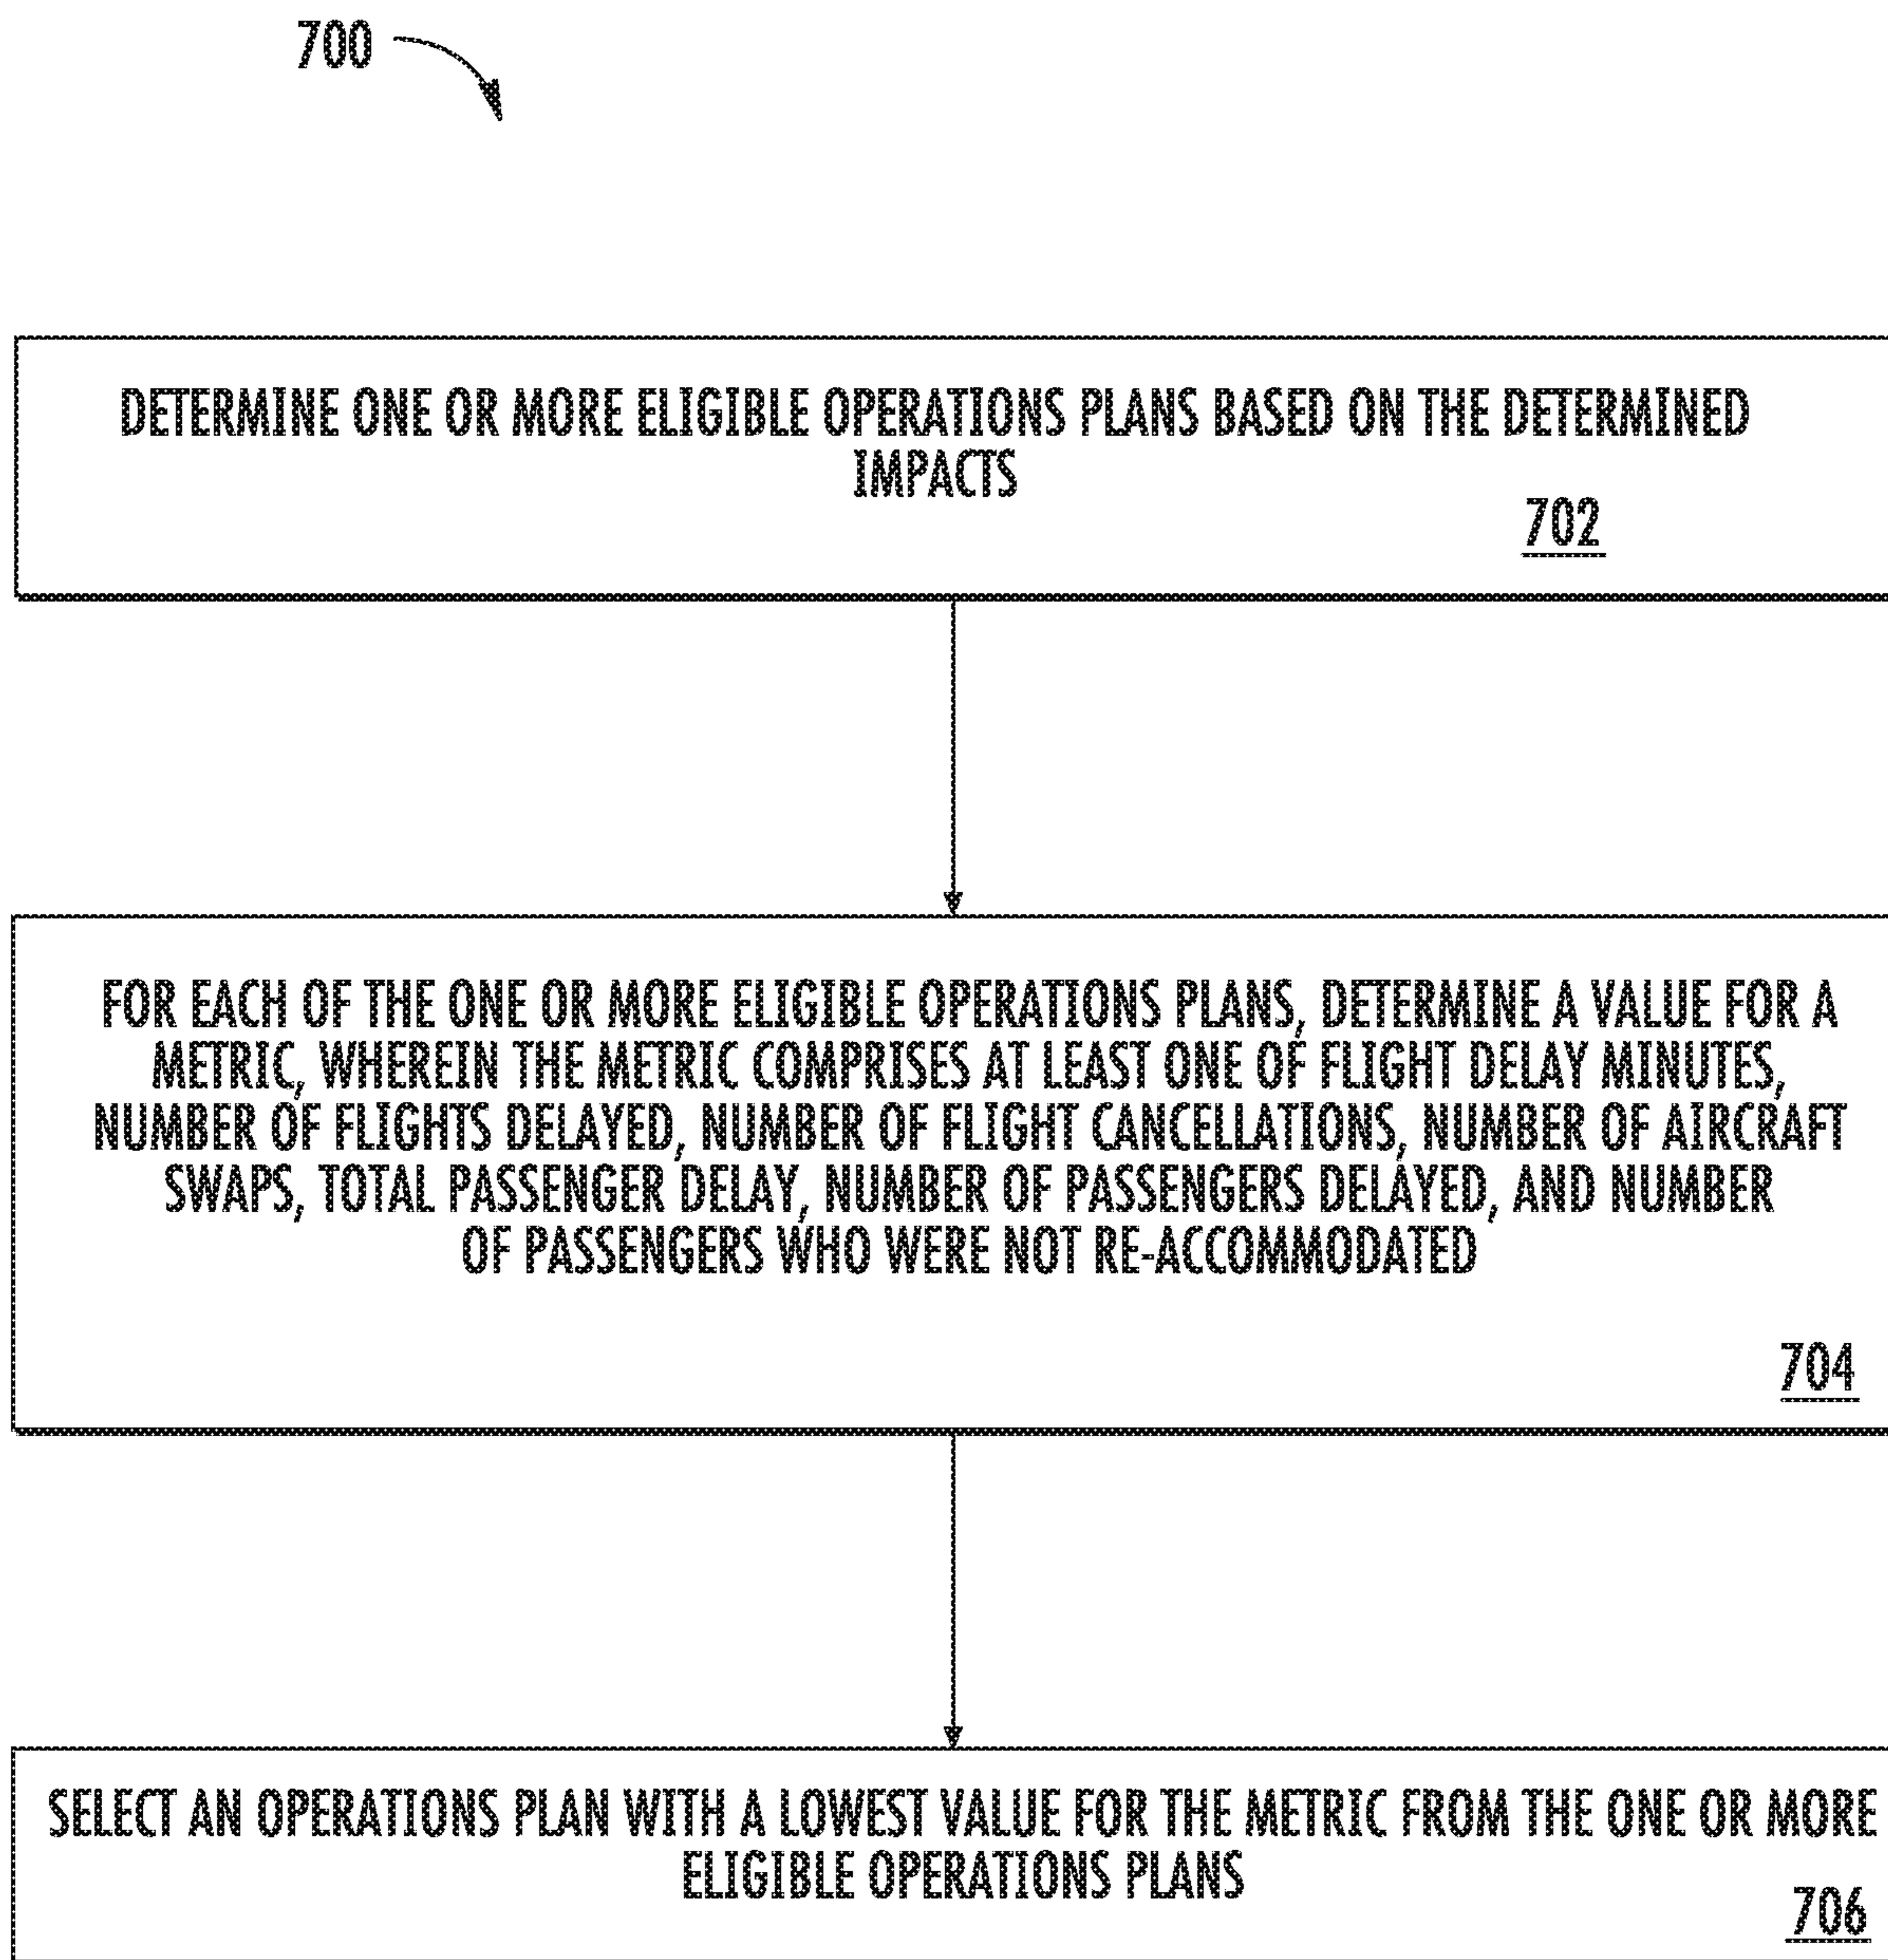 700
DETERMINE ONE OR MORE ELIGIBLE OPERATIONS PLANS BASED ON THE DETERMINED
IMPACTS
702
FOR EACH OF THE ONE OR MORE ELIGIBLE OPERATIONS PLANS, DETERMINE A VALUE FOR A
METRIC, WHEREIN THE METRIC COMPRISES AT LEAST ONE OF FLIGHT DELAY MINUTES,
NUMBER OF FLIGHTS DELAYED, NUMBER OF FLIGHT CANCELLATIONS, NUMBER OF AIRCRAFT
SWAPS, TOTAL PASSENGER DELAY, NUMBER OF PASSENGERS DELAYED, AND NUMBER
OF PASSENGERS WHO WERE NOT RE-ACCOMMODATED
704
SELECT AN OPERATIONS PLAN WITH A LOWEST VALUE FOR THE METRIC FROM THE ONE OR MORE
ELIGIBLE OPERATIONS PLANS
706